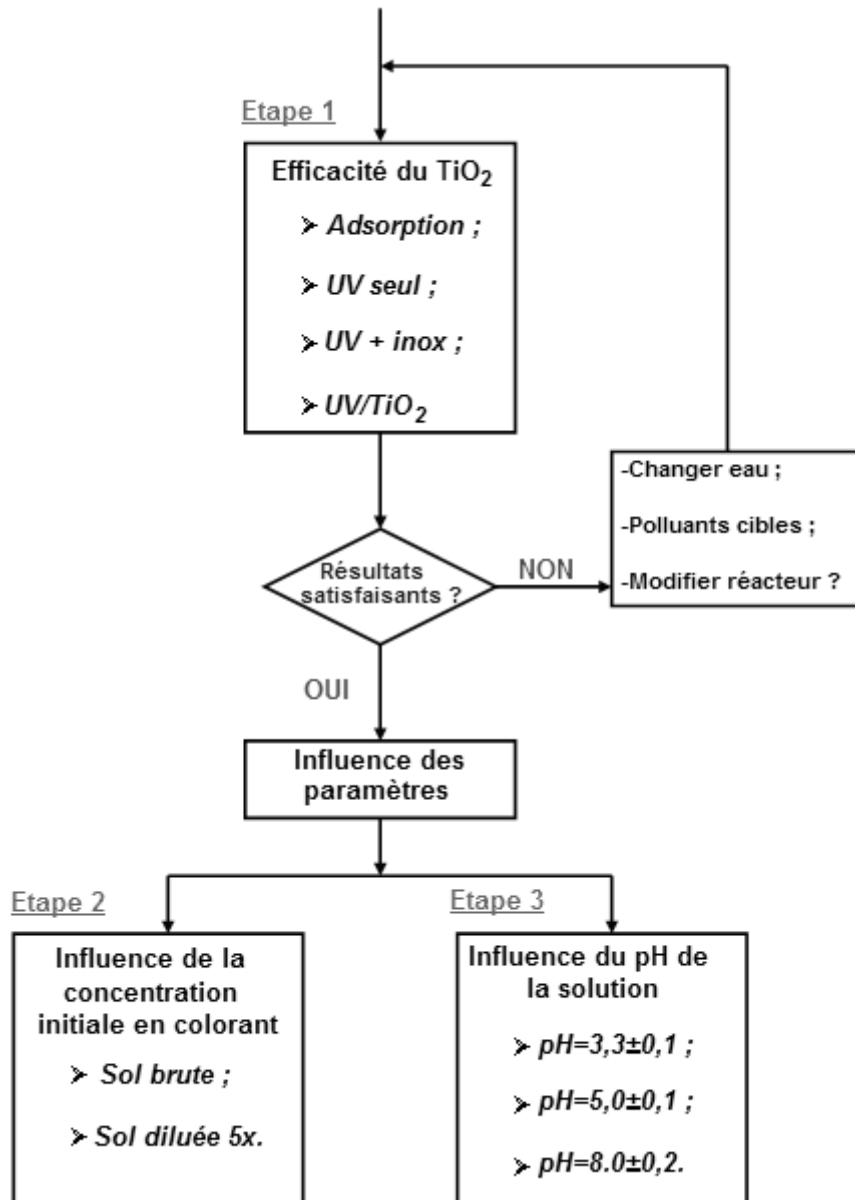 Etape 1
Efficacité du TiO2
➢ Adsorption ;
➢ UV seul ;
➢ UV + inox ;
➢ UV/TiO2
-Changer eau ;
-Polluants cibles ;
-Modifier réacteur ?
Résultats
satisfaisants ?
NON
OUI
Influence des
paramètres
Etape 2
Influence de la
concentration
initiale en colorant
➢ Sol brute ;
➢ Sol diluée 5x.
Etape 3
Influence du pH de
la solution
➢ pH=3,3±0,1 ;
➢ pH=5,0±0,1 ;
➢ pH=8.0±0,2.